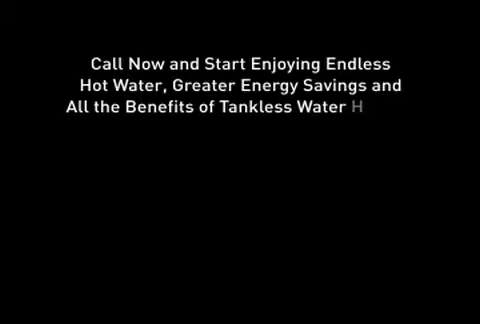 Call Now and Start Enjoying Endless
Hot Water, Greater Energy Savings and
All the Benefits of Tankless Water H